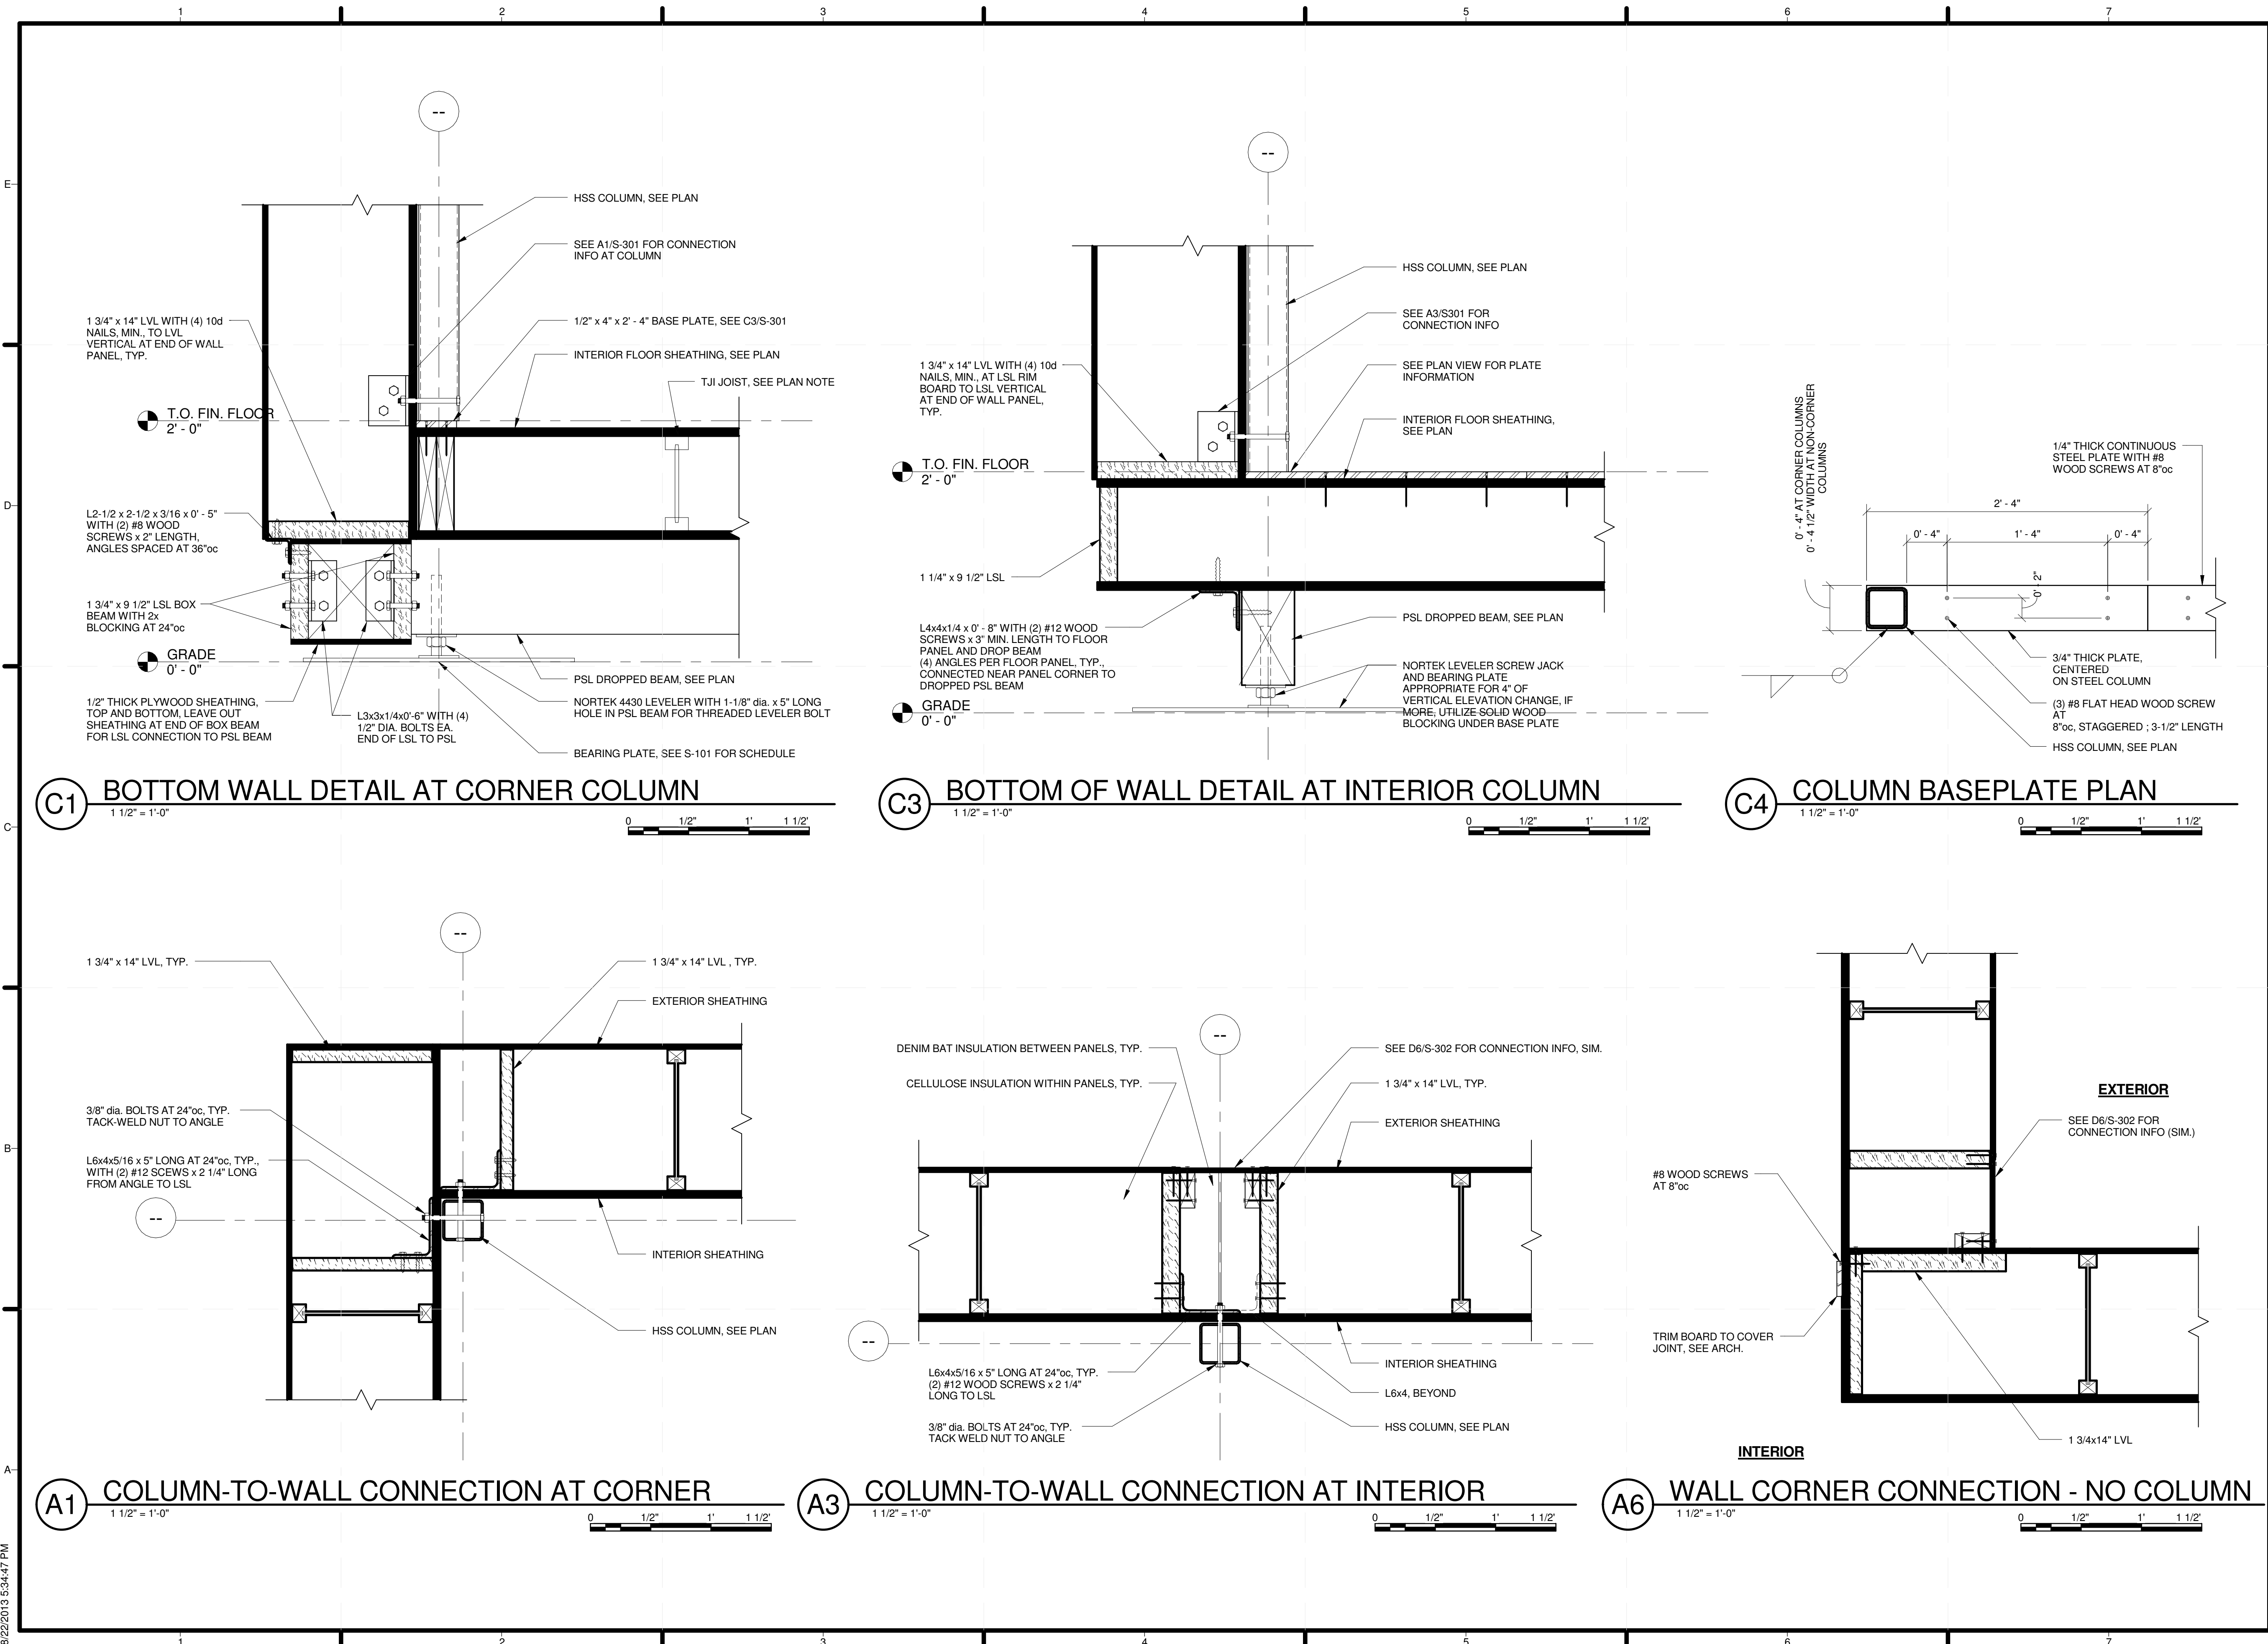 1
2
3
4
5
6
7
E
D
C
B
A
--
HSS COLUMN, SEE PLAN
SEE A1/S-301 FOR CONNECTION
INFO AT COLUMN
1/2" x 4" x 2' - 4" BASE PLATE, SEE C3/S-301
INTERIOR FLOOR SHEATHING, SEE PLAN
TJI JOIST, SEE PLAN NOTE
1 3/4" x 14" LVL WITH (4) 10d
NAILS, MIN., TO LVL
VERTICAL AT END OF WALL
PANEL, TYP.
T.O. FIN. FLOOR
2' - 0"
L2-1/2 x 2-1/2 x 3/16 x 0' - 5"
WITH (2) #8 WOOD
SCREWS x 2" LENGTH,
ANGLES SPACED AT 36"oc
1 3/4" x 9 1/2" LSL BOX
BEAM WITH 2x
BLOCKING AT 24"oc
GRADE
0' - 0"
1/2" THICK PLYWOOD SHEATHING,
TOP AND BOTTOM, LEAVE OUT
SHEATHING AT END OF BOX BEAM
FOR LSL CONNECTION TO PSL BEAM
L3x3x1/4x0'-6" WITH (4)
1/2" DIA. BOLTS EA.
END OF LSL TO PSL
PSL DROPPED BEAM, SEE PLAN
NORTEK 4430 LEVELER WITH 1-1/8" dia. x 5" LONG
HOLE IN PSL BEAM FOR THREADED LEVELER BOLT
BEARING PLATE, SEE S-101 FOR SCHEDULE
C1
BOTTOM WALL DETAIL AT CORNER COLUMN
1 1/2" = 1'-0"
0 1/2" 1' 1 1/2'
--
HSS COLUMN, SEE PLAN
SEE A3/S301 FOR
CONNECTION INFO
SEE PLAN VIEW FOR PLATE
INFORMATION
INTERIOR FLOOR SHEATHING,
SEE PLAN
1 3/4" x 14" LVL WITH (4) 10d
NAILS, MIN., AT LSL RIM
BOARD TO LSL VERTICAL
AT END OF WALL PANEL,
TYP.
T.O. FIN. FLOOR
2' - 0"
1 1/4" x 9 1/2" LSL
L4x4x1/4 x 0' - 8" WITH (2) #12 WOOD
SCREWS x 3" MIN. LENGTH TO FLOOR
PANEL AND DROP BEAM
(4) ANGLES PER FLOOR PANEL, TYP.,
CONNECTED NEAR PANEL CORNER TO
DROPPED PSL BEAM
GRADE
0' - 0"
PSL DROPPED BEAM, SEE PLAN
NORTEK LEVELER SCREW JACK
AND BEARING PLATE
APPROPRIATE FOR 4" OF
VERTICAL ELEVATION CHANGE, IF
MORE, UTILIZE SOLID WOOD
BLOCKING UNDER BASE PLATE
C3
BOTTOM OF WALL DETAIL AT INTERIOR COLUMN
1 1/2" = 1'-0"
0 1/2" 1' 1 1/2'
0' - 4" AT CORNER COLUMNS
0' - 4 1/2" WIDTH AT NON-CORNER
COLUMNS
1/4" THICK CONTINUOUS
STEEL PLATE WITH #8
WOOD SCREWS AT 8"oc
2' - 4"
0' - 4"
1' - 4"
0' - 4"
0' - 2"
3/4" THICK PLATE,
CENTERED
ON STEEL COLUMN
(3) #8 FLAT HEAD WOOD SCREW
AT
8"oc, STAGGERED ; 3-1/2" LENGTH
HSS COLUMN, SEE PLAN
C4
COLUMN BASEPLATE PLAN
1 1/2" = 1'-0"
0 1/2" 1' 1 1/2'
--
1 3/4" x 14" LVL, TYP.
1 3/4" x 14" LVL , TYP.
EXTERIOR SHEATHING
3/8" dia. BOLTS AT 24"oc, TYP.
TACK-WELD NUT TO ANGLE
L6x4x5/16 x 5" LONG AT 24"oc, TYP.,
WITH (2) #12 SCEWS x 2 1/4" LONG
FROM ANGLE TO LSL
--
INTERIOR SHEATHING
HSS COLUMN, SEE PLAN
A1
COLUMN-TO-WALL CONNECTION AT CORNER
1 1/2" = 1'-0"
0 1/2" 1' 1 1/2'
--
DENIM BAT INSULATION BETWEEN PANELS, TYP.
SEE D6/S-302 FOR CONNECTION INFO, SIM.
CELLULOSE INSULATION WITHIN PANELS, TYP.
1 3/4" x 14" LVL, TYP.
EXTERIOR SHEATHING
--
L6x4x5/16 x 5" LONG AT 24"oc, TYP.
(2) #12 WOOD SCREWS x 2 1/4"
LONG TO LSL
3/8" dia. BOLTS AT 24"oc, TYP.
TACK WELD NUT TO ANGLE
INTERIOR SHEATHING
L6x4, BEYOND
HSS COLUMN, SEE PLAN
A3
COLUMN-TO-WALL CONNECTION AT INTERIOR
1 1/2" = 1'-0"
0 1/2" 1' 1 1/2'
EXTERIOR
SEE D6/S-302 FOR
CONNECTION INFO (SIM.)
#8 WOOD SCREWS
AT 8"oc
TRIM BOARD TO COVER
JOINT, SEE ARCH.
1 3/4x14" LVL
INTERIOR
A6
WALL CORNER CONNECTION - NO COLUMN
1 1/2" = 1'-0"
0 1/2" 1' 1 1/2'
8/22/2013 5:34:47 PM
1
2
3
4
5
6
7